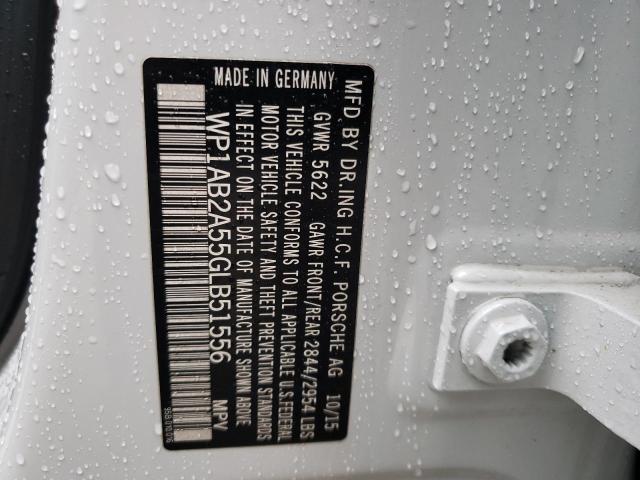 MADE IN GERMANY
MFD BY DR.ING H.C.F. PORSCHE AG 10/15
GVWR 5622 GAWR FRONT/REAR 2844/2954 LBS
THIS VEHICLE CONFORMS TO ALL APPLICABLE U.S.FEDERAL
MOTOR VEHICLE SAFETY AND THEFT PREVENTION STANDARDS
IN EFFECT ON THE DATE OF MANUFACTURE SHOWN ABOVE
WP1AB2A55GLB51556 MPV